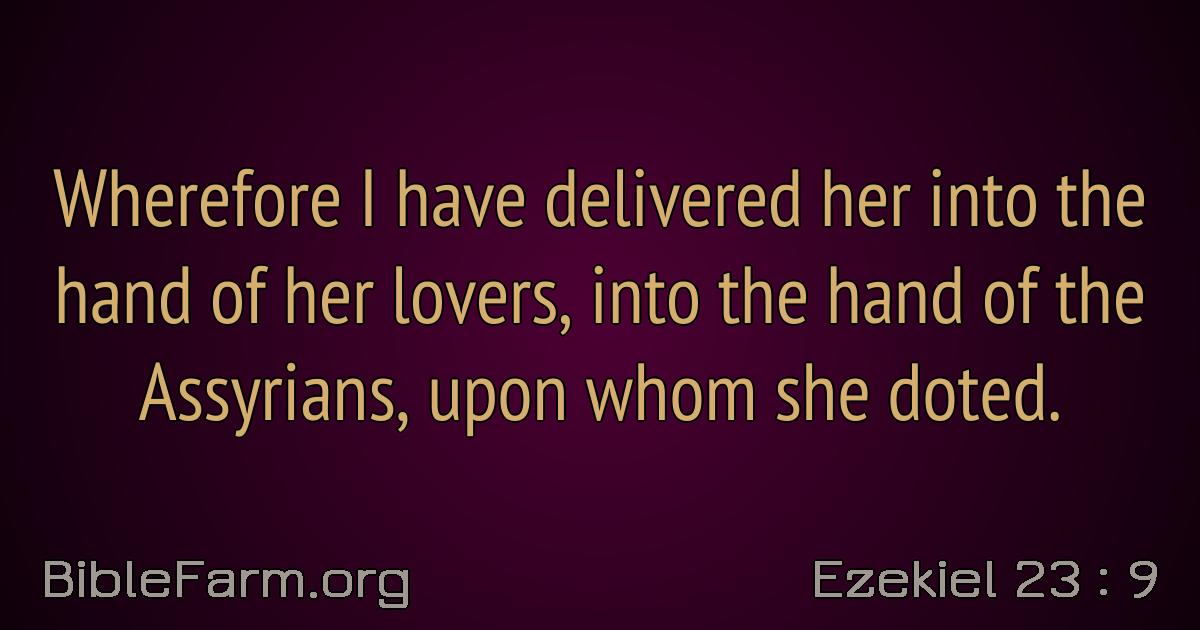 Wherefore I have delivered her into the
hand of her lovers, into the hand of the
Assyrians, upon whom she doted.
BibleFarm.org
Ezekiel 23 : 9